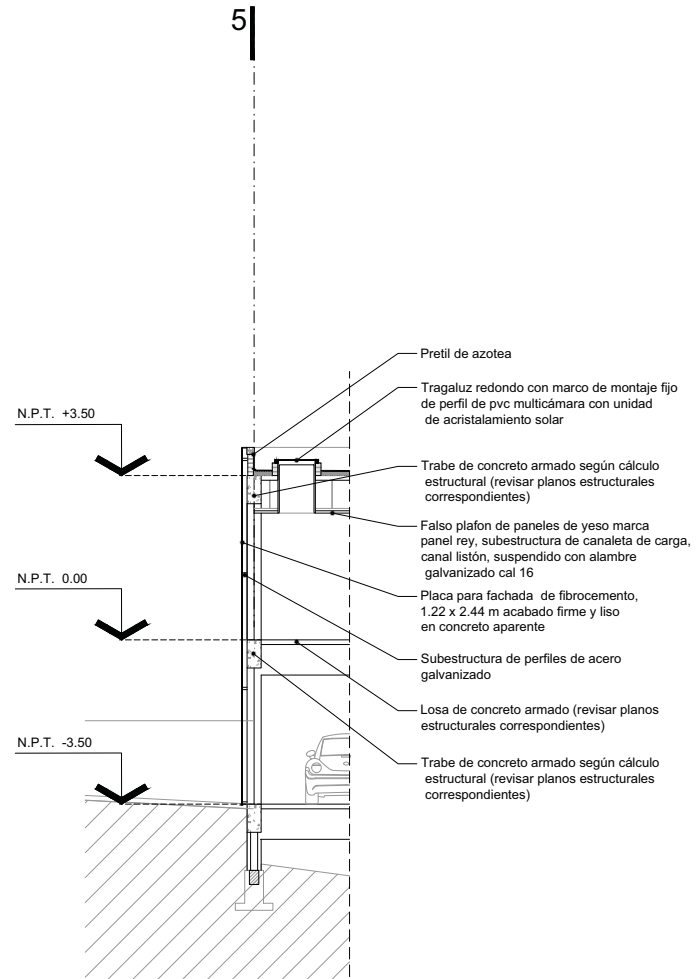 5
Pretil de azotea
Tragaluz redondo con marco de montaje fijo
de perfil de pvc multicámara con unidad
de acristalamiento solar
N.P.T. +3.50
Trabe de concreto armado según cálculo
estructural (revisar planos estructurales
correspondientes)
Falso plafon de paneles de yeso marca
panel rey, subestructura de canaleta de carga,
canal listón, suspendido con alambre
galvanizado cal 16
N.P.T. 0.00
Placa para fachada de fibrocemento,
1.22 x 2.44 m acabado firme y liso
en concreto aparente
Subestructura de perfiles de acero
galvanizado
Losa de concreto armado (revisar planos
estructurales correspondientes)
N.P.T. -3.50
Trabe de concreto armado según cálculo
estructural (revisar planos estructurales
correspondientes)